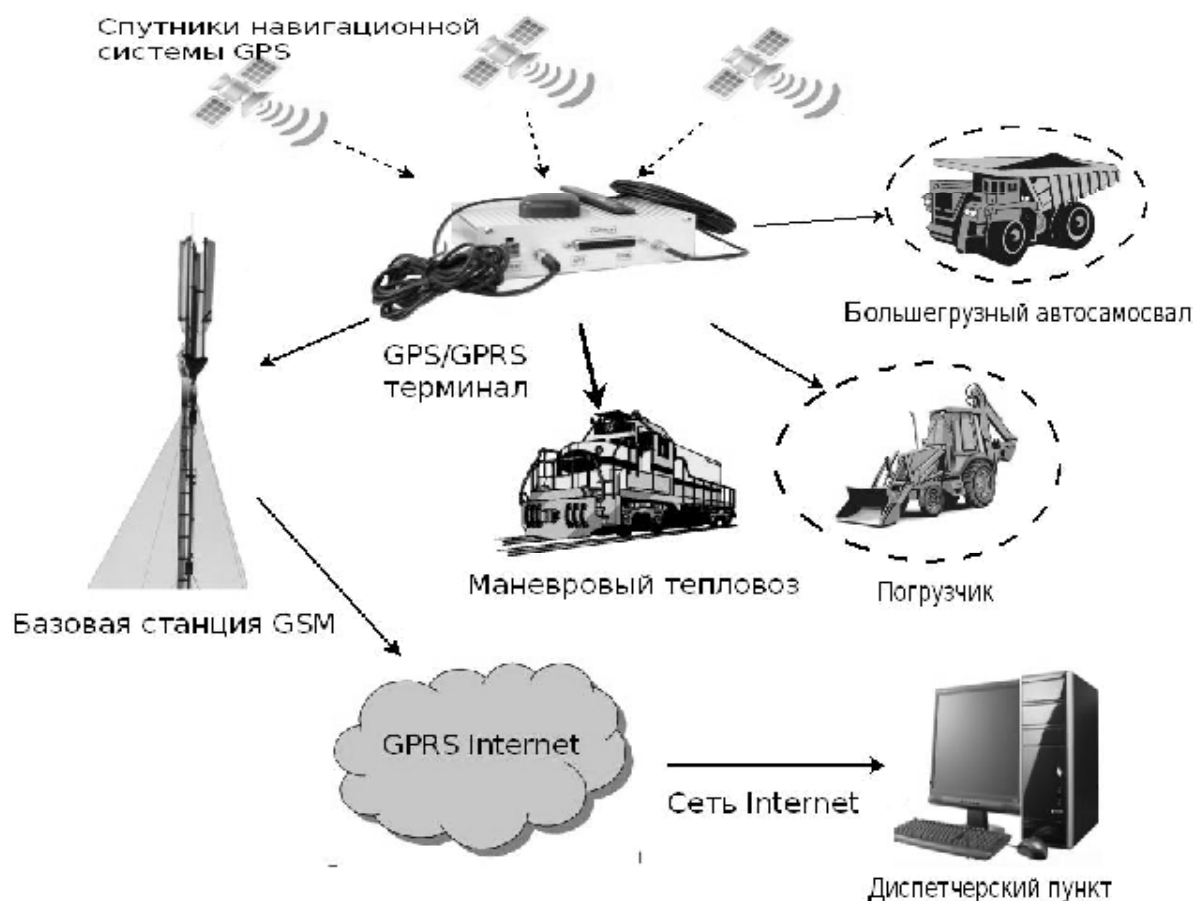 Спутники навигационной
системы GPS
Большегрузный автосамосвал
GPS/GPRS
терминал
Маневровый тепловоз
Погрузчик
Базовая станция GSM
GPRS Internet
Сеть Internet
Диспетчерский пункт